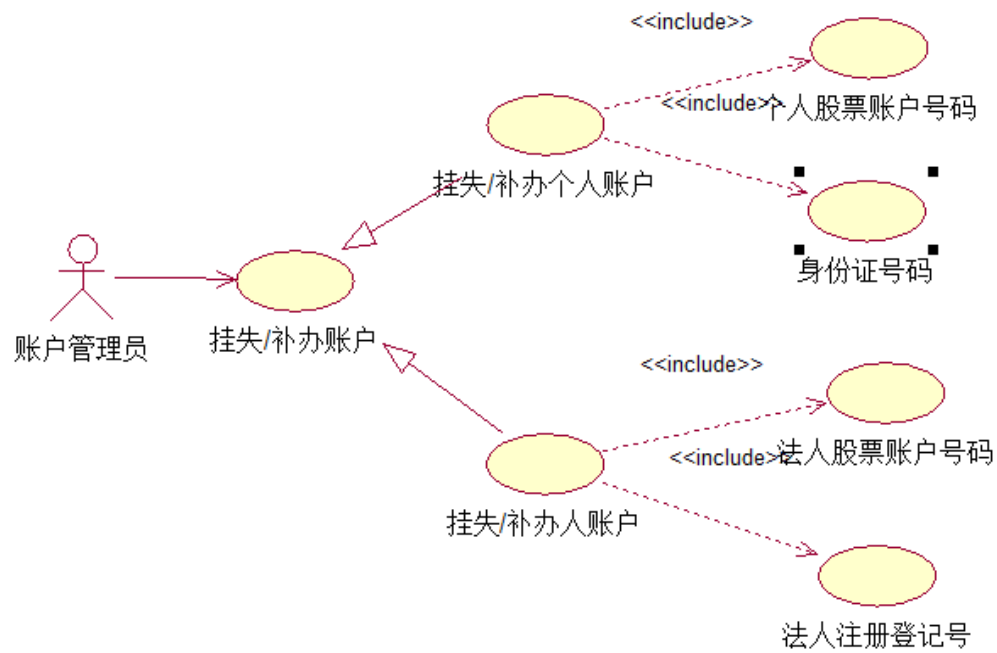 <<include>>
<<include>>
个人股票账户号码
挂失/补办个人账户
身份证号码
账户管理员
挂失/补办账户
<<include>>
<<include>>
法人股票账户号码
挂失/补办人账户
法人注册登记号